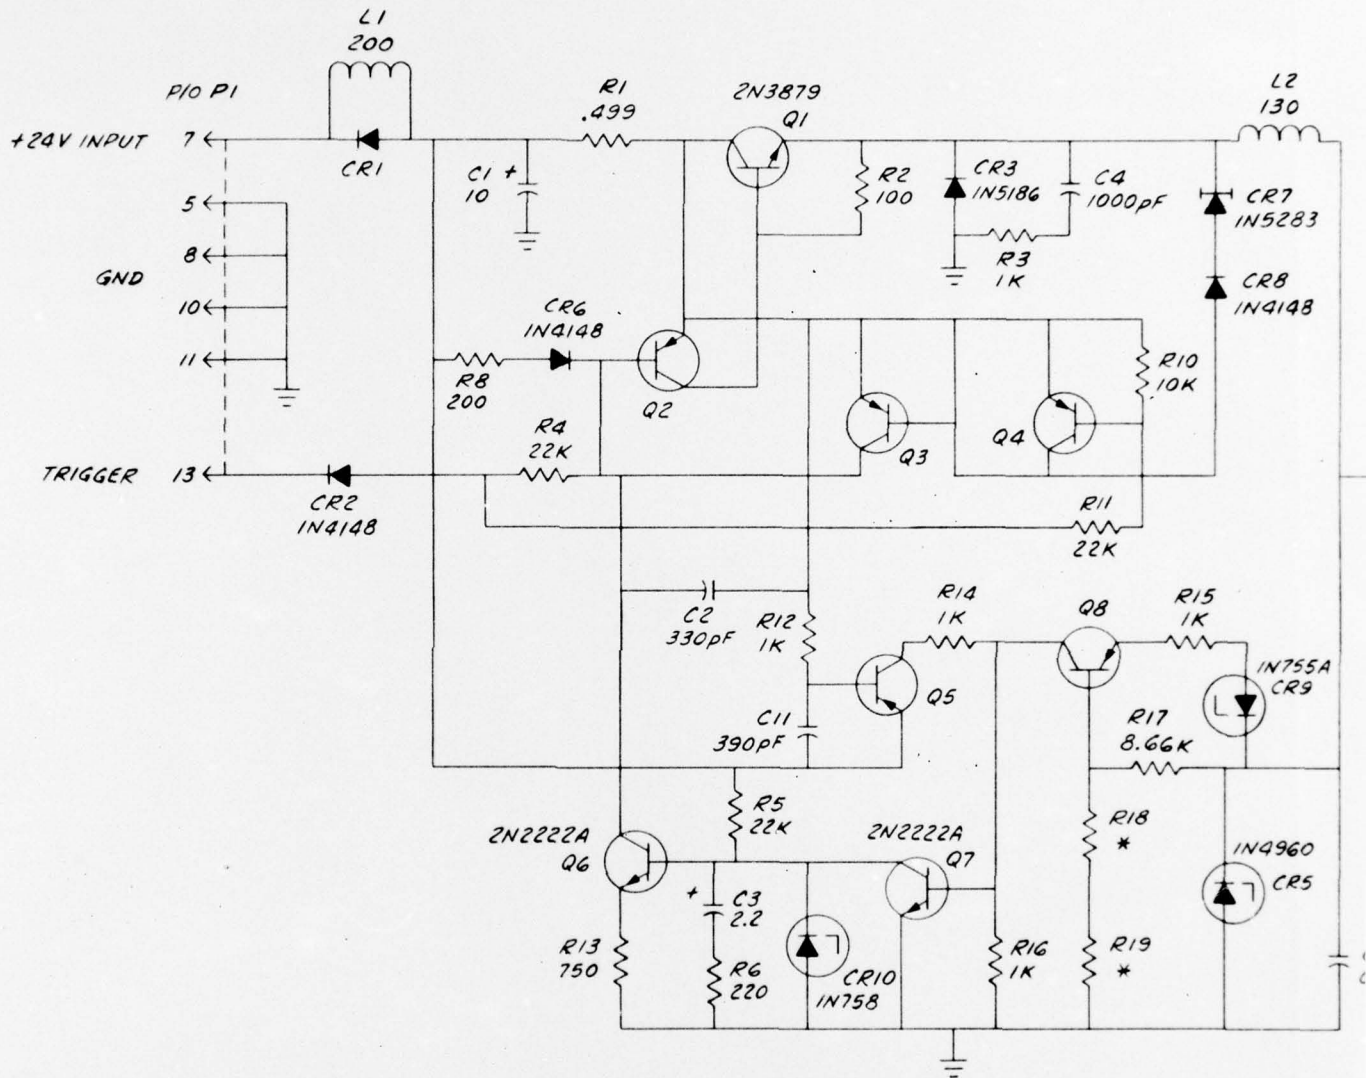 L1
200
P/O P1
+24V INPUT 7
CR1
5
8
GND
10
11
TRIGGER 13
CR2
1N4148
R1
.499
2N3879
Q1
C1 +
10
R2
100
CR3
1N5186
C4
1000pF
R3
1K
L2
130
CR7
1N5283
CR8
1N4148
CR6
1N4148
R8
200
Q2
R4
22K
Q3
Q4
R10
10K
R11
22K
C2
330pF
R12
1K
R14
1K
Q8
R15
1K
Q5
1N755A
CR9
C11
390pF
R17
8.66K
R5
22K
2N2222A
Q6
2N2222A
Q7
R18
*
1N4960
CR5
+ C3
2.2
R13
750
R6
220
CR10
1N758
R16
1K
R19
*